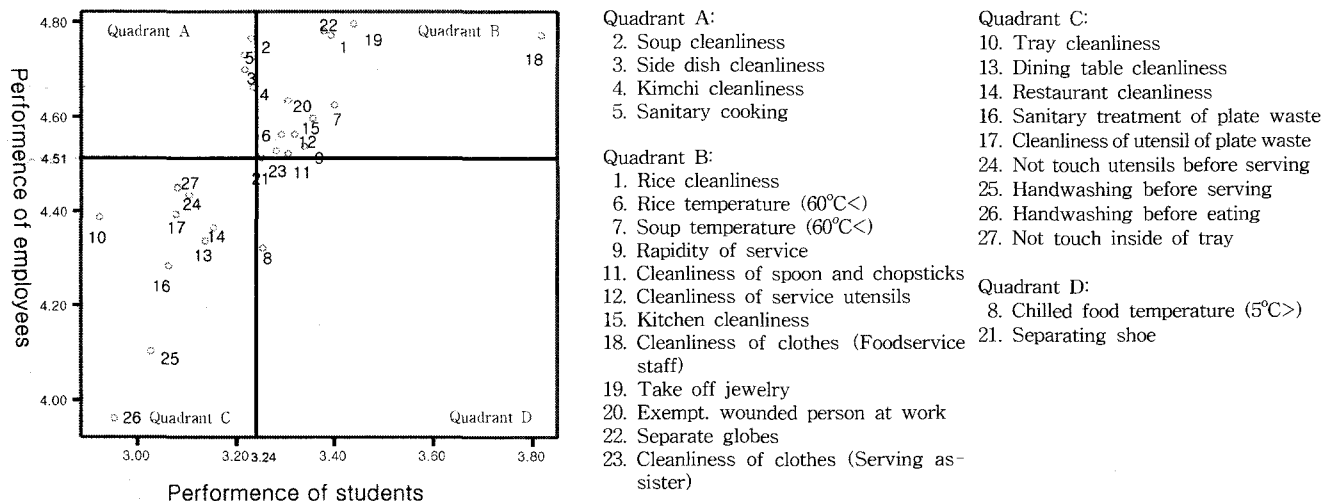 Quadrant A
Quadrant B
Quadrant C
Quadrant D
4.80
4.60
4.51
4.40
4.20
4.00
3.00
3.20
3.24
3.40
3.60
3.80
Performence of employees
Performence of students
22
2
1
19
18
5
3
4
20
7
15
6
12
9
23
11
21
27
24
10
17
14
13
8
16
25
26
Quadrant A:
2. Soup cleanliness
3. Side dish cleanliness
4. Kimchi cleanliness
5. Sanitary cooking
Quadrant B:
1. Rice cleanliness
6. Rice temperature (60°C<)
7. Soup temperature (60°C<)
9. Rapidity of service
11. Cleanliness of spoon and chopsticks
12. Cleanliness of service utensils
15. Kitchen cleanliness
18. Cleanliness of clothes (Foodservice
staff)
19. Take off jewelry
20. Exempt. wounded person at work
22. Separate globes
23. Cleanliness of clothes (Serving as-
sister)
Quadrant C:
10. Tray cleanliness
13. Dining table cleanliness
14. Restaurant cleanliness
16. Sanitary treatment of plate waste
17. Cleanliness of utensil of plate waste
24. Not touch utensils before serving
25. Handwashing before serving
26. Handwashing before eating
27. Not touch inside of tray
Quadrant D:
8. Chilled food temperature (5°C>)
21. Separating shoe